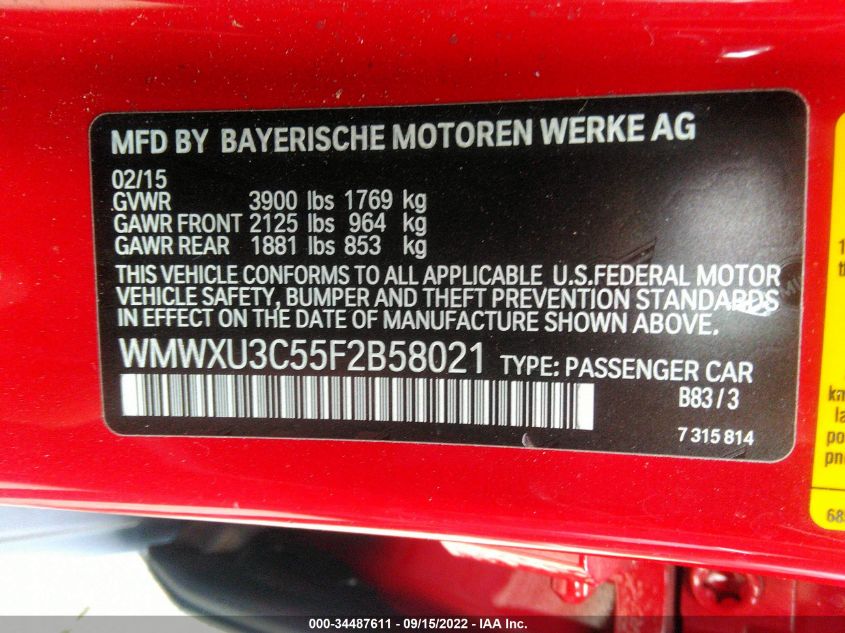 MFD BY BAYERISCHE MOTOREN WERKE AG
02/15
GVWR 3900 lbs 1769 kg
GAWR FRONT 2125 lbs 964 kg
GAWR REAR 1881 lbs 853 kg
THIS VEHICLE CONFORMS TO ALL APPLICABLE U.S.FEDERAL MOTOR
VEHICLE SAFETY, BUMPER AND THEFT PREVENTION STANDARDS
IN EFFECT ON THE DATE OF MANUFACTURE SHOWN ABOVE.
WMWXU3C55F2B58021 TYPE: PASSENGER CAR
B83 / 3
7 315 814
000-34487611 - 09/15/2022 - IAA Inc.